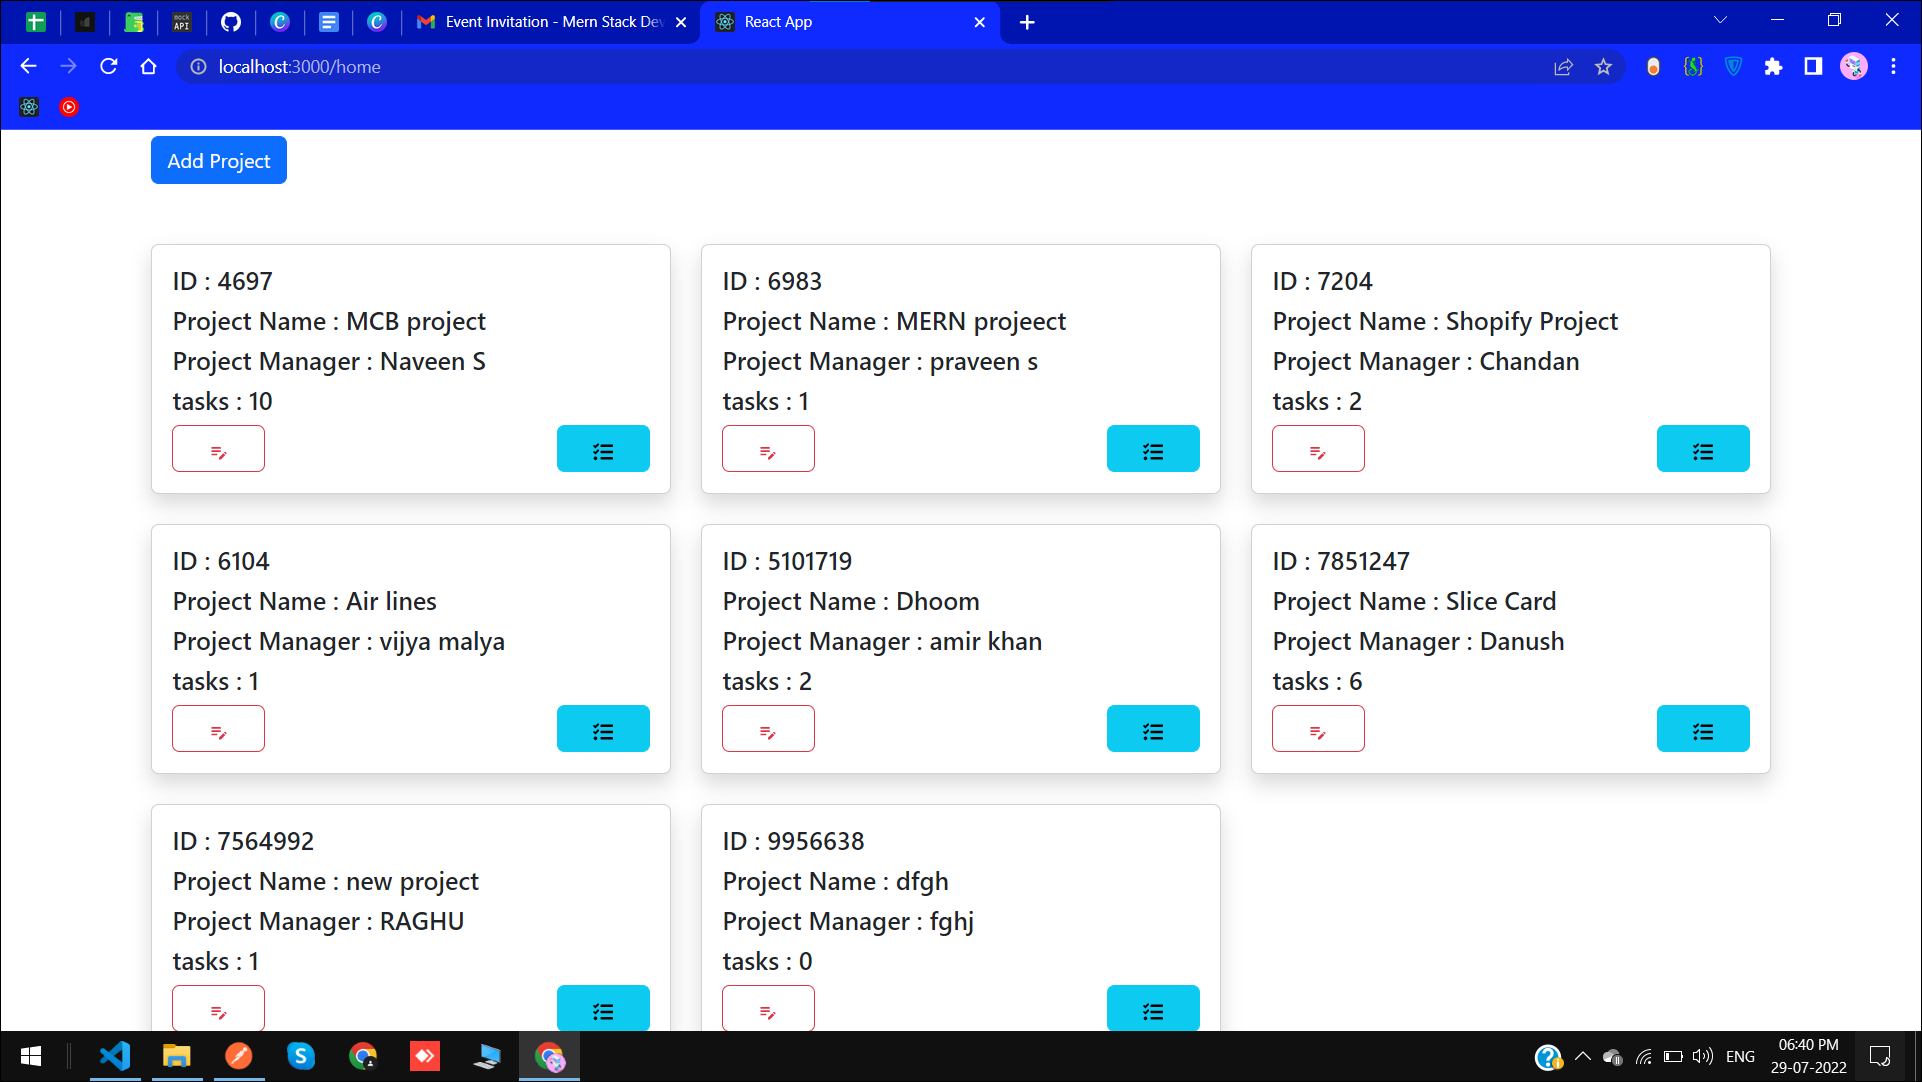 mock
API
Event Invitation - Mern Stack Dev
React App
localhost:3000/home
Add Project
ID : 4697
Project Name : MCB project
Project Manager : Naveen S
tasks : 10
ID : 6983
Project Name : MERN projeect
Project Manager : praveen s
tasks : 1
ID : 7204
Project Name : Shopify Project
Project Manager : Chandan
tasks : 2
ID : 6104
Project Name : Air lines
Project Manager : vijya malya
tasks : 1
ID : 5101719
Project Name : Dhoom
Project Manager : amir khan
tasks : 2
ID : 7851247
Project Name : Slice Card
Project Manager : Danush
tasks : 6
ID : 7564992
Project Name : new project
Project Manager : RAGHU
tasks : 1
ID : 9956638
Project Name : dfgh
Project Manager : fghj
tasks : 0
ENG
06:40 PM
29-07-2022